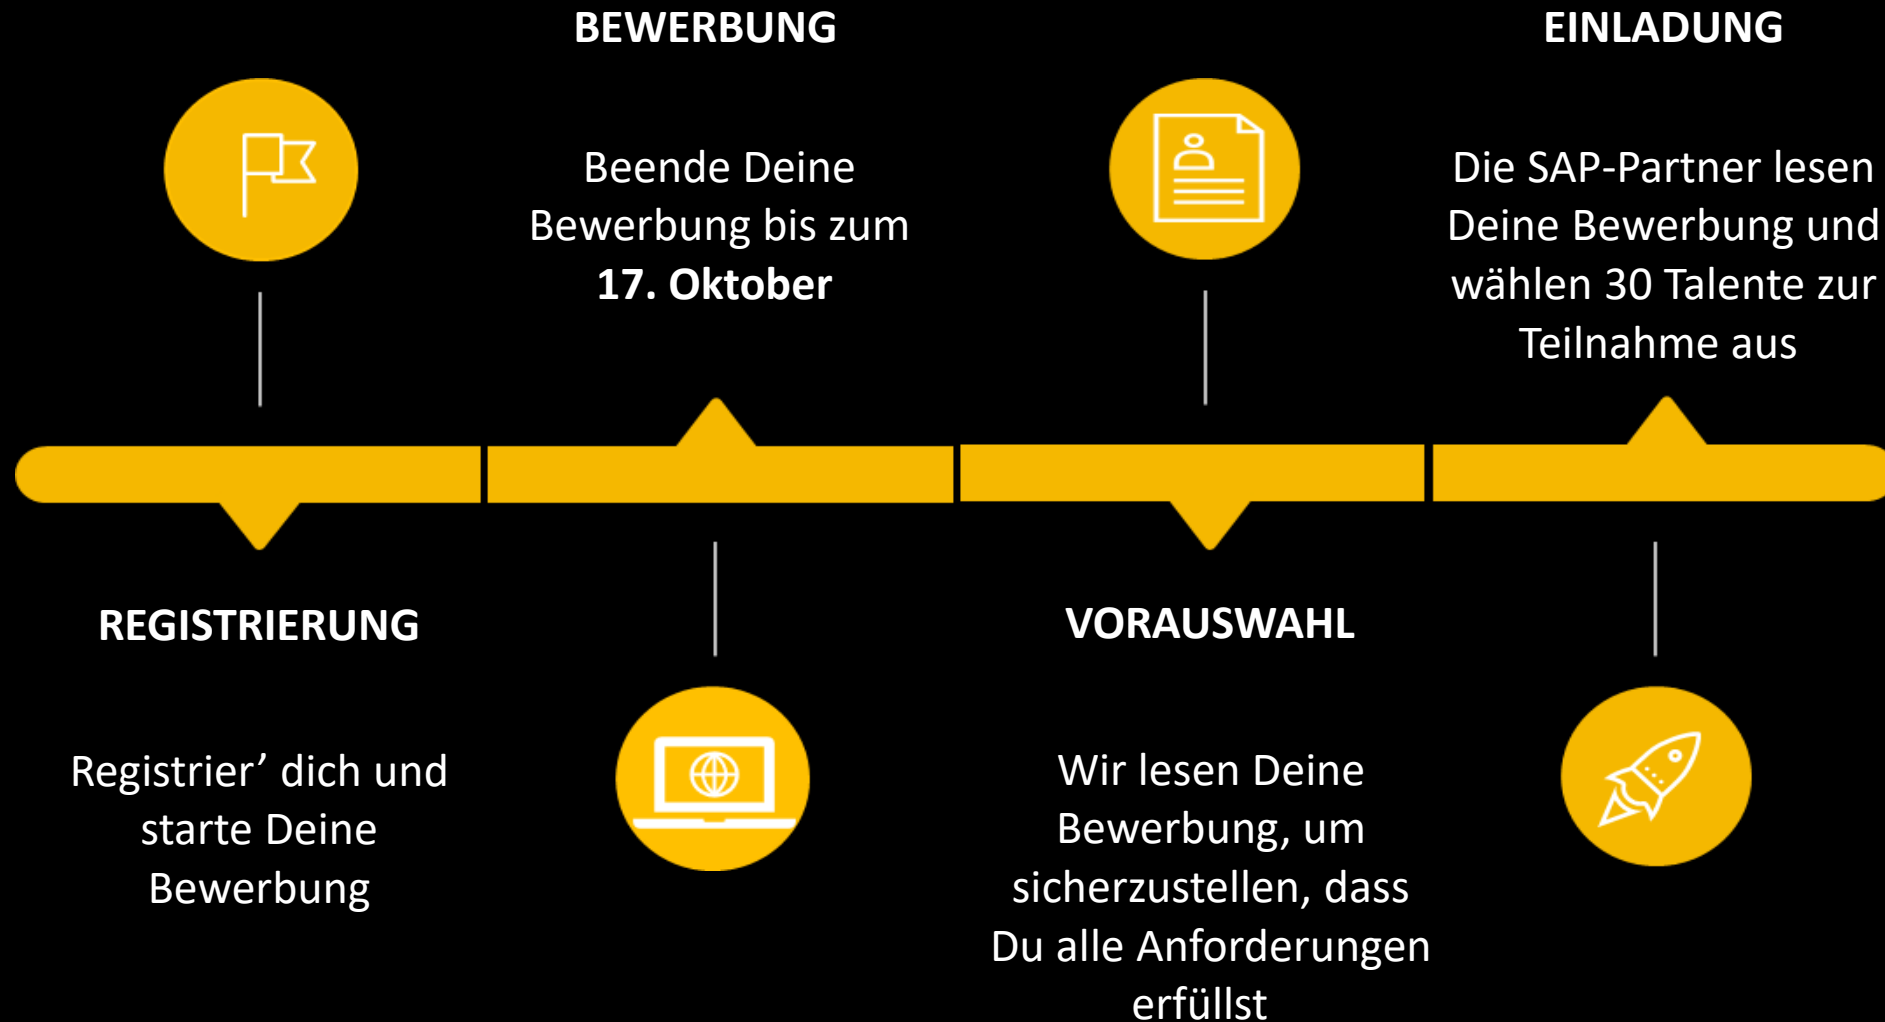 REGISTRIERUNG
Registrier’ dich und
starte Deine
Bewerbung
BEWERBUNG
Beende Deine
Bewerbung bis zum
17. Oktober
VORAUSWAHL
Wir lesen Deine
Bewerbung, um
sicherzustellen, dass
Du alle Anforderungen
erfüllst
EINLADUNG
Die SAP-Partner lesen
Deine Bewerbung und
wählen 30 Talente zur
Teilnahme aus